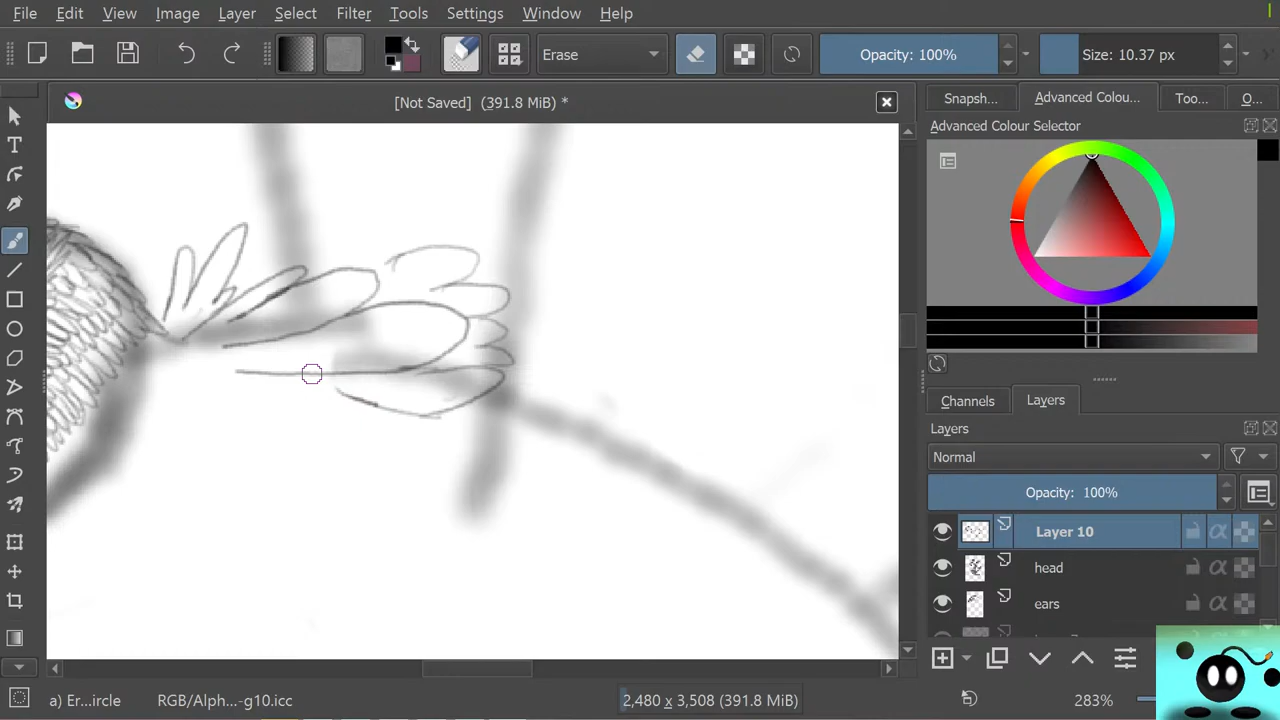 File Edit View Image Layer Select Filter Tools Settings Window Help
Erase Opacity: 100% Size: 10.37 px
[Not Saved] (391.8 MiB) *
Snapsh... Advanced Colou... Too... O...
Advanced Colour Selector
Channels Layers
Layers
Normal
Opacity: 100%
Layer 10
head
ears
a) Er...ircle RGB/Alph...-g10.icc 2,480 x 3,508 (391.8 MiB) 283%